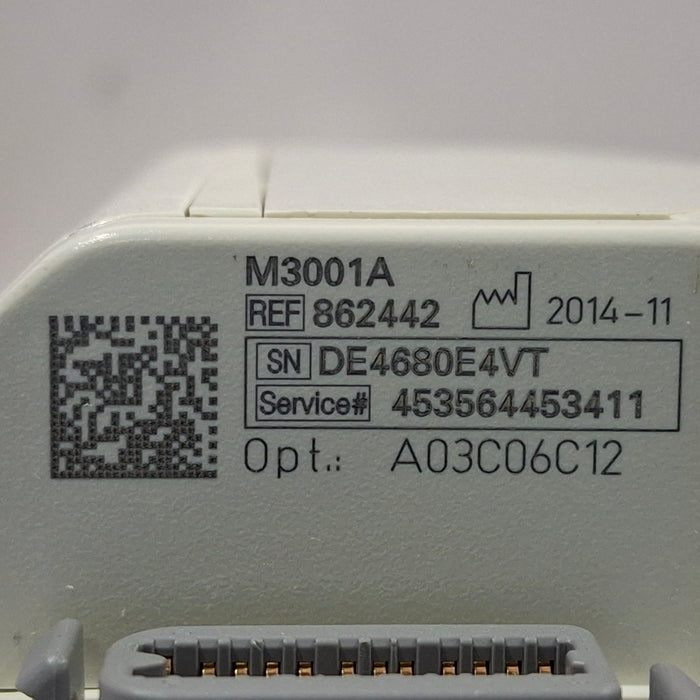 M3001A
REF 862442 2014-11
SN DE4680E4VT
Service# 453564453411
Opt.: A03C06C12